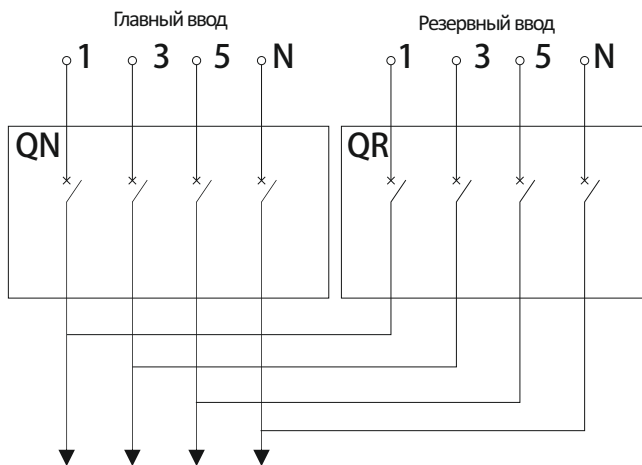 Главный ввод
Резервный ввод
1 3 5 N
1 3 5 N
QN
QR